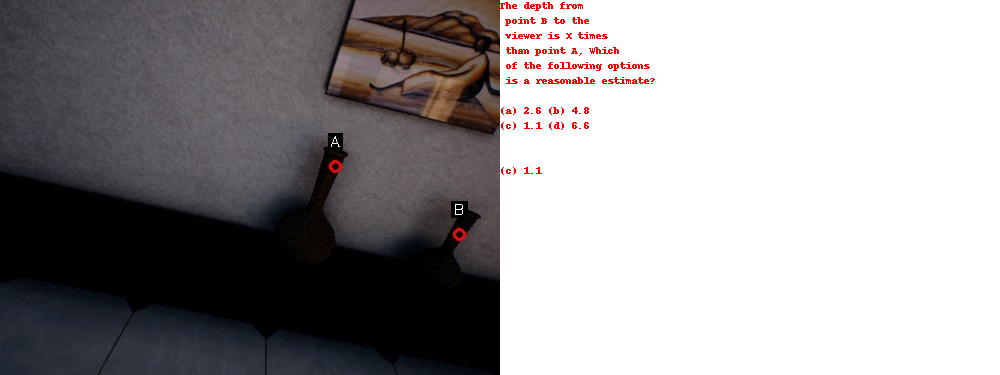 A
B
The depth from
point B to the
viewer is X times
than point A, Which
of the following options
is a reasonable estimate?
(a) 2.6 (b) 4.8
(c) 1.1 (d) 6.6
(c) 1.1